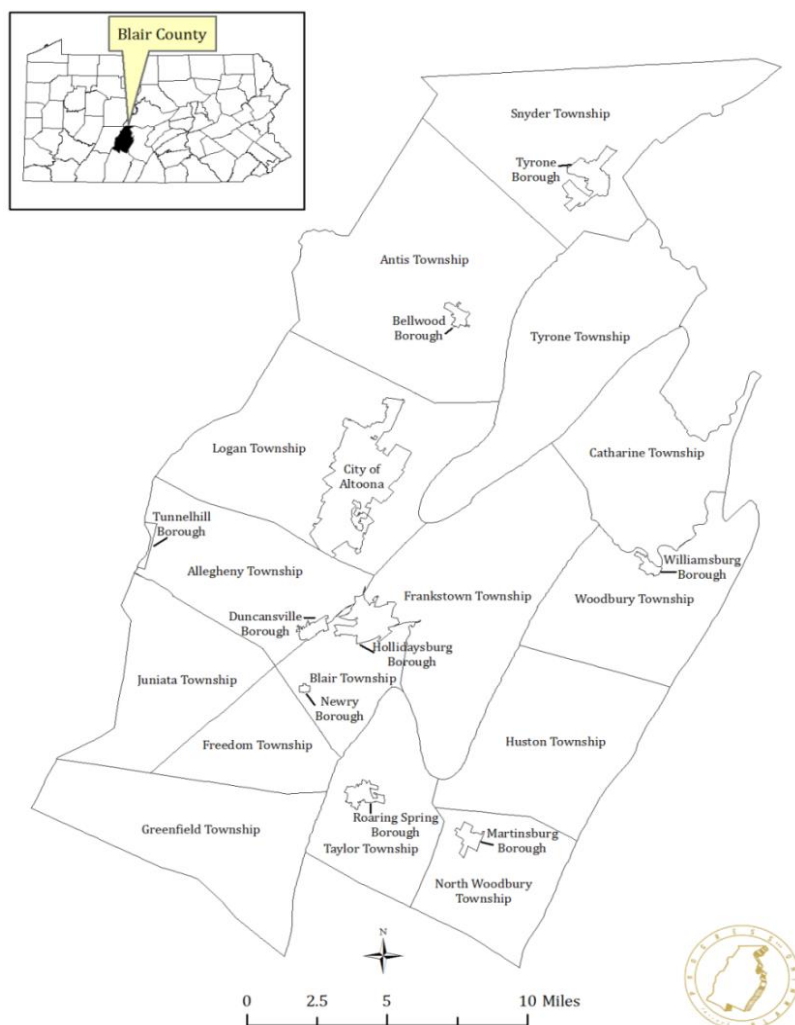 Blair County
Snyder Township
Tyrone
Borough
Antis Township
Bellwood
Borough
Tyrone Township
Logan Township
City of
Altoona
Catharine Township
Tunnelhill
Borough
Allegheny Township
Williamsburg
Borough
Frankstown Township
Woodbury Township
Duncansville
Borough
Hollidaysburg
Borough
Juniata Township
Blair Township
Newry
Borough
Freedom Township
Huston Township
Greenfield Township
Roaring Spring
Borough
Taylor Township
Martinsburg
Borough
North Woodbury
Township
N
0 2.5 5 10 Miles